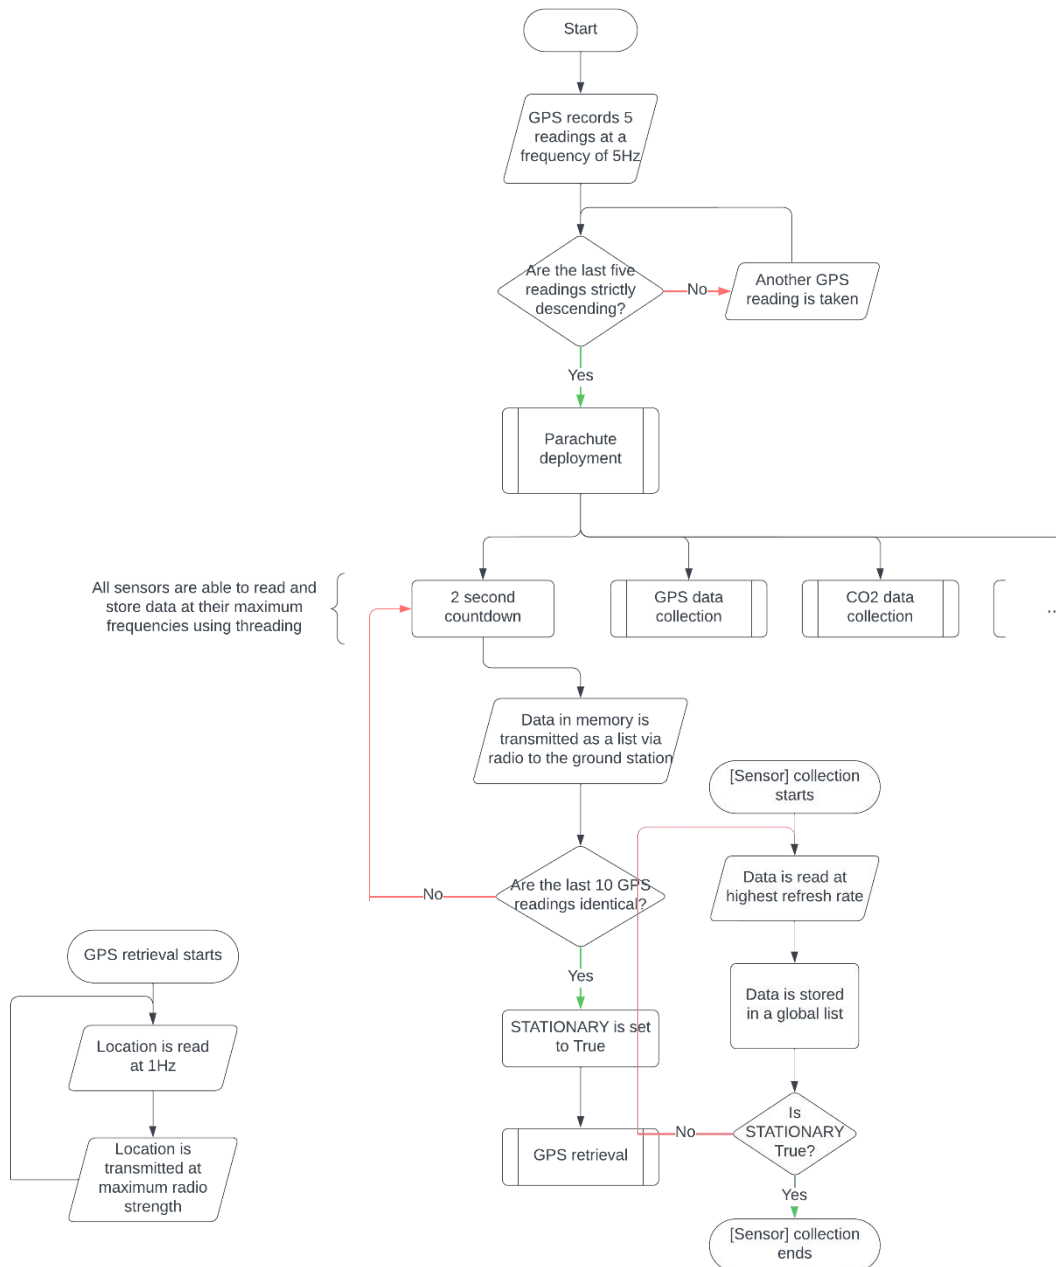 Start
GPS records 5
readings at a
frequency of 5Hz
Are the last five
readings strictly
descending?
No
Another GPS
reading is taken
Yes
Parachute
deployment
All sensors are able to read and
store data at their maximum
frequencies using threading
2 second
countdown
GPS data
collection
CO2 data
collection
..
Data in memory is
transmitted as a list via
radio to the ground station
Are the last 10 GPS
readings identical?
No
Yes
STATIONARY is set
to True
GPS retrieval
[Sensor] collection
starts
Data is read at
highest refresh rate
Data is stored
in a global list
Is
STATIONARY
True?
No
Yes
[Sensor] collection
ends
GPS retrieval starts
Location is read
at 1Hz
Location is
transmitted at
maximum radio
strength